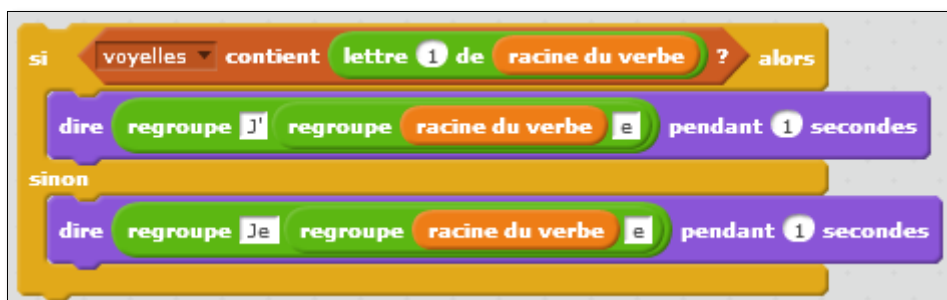 si voyelles contient lettre 1 de racine du verbe ? alors
dire regroupe J' regroupe racine du verbe e pendant 1 secondes
sinon
dire regroupe Je regroupe racine du verbe e pendant 1 secondes